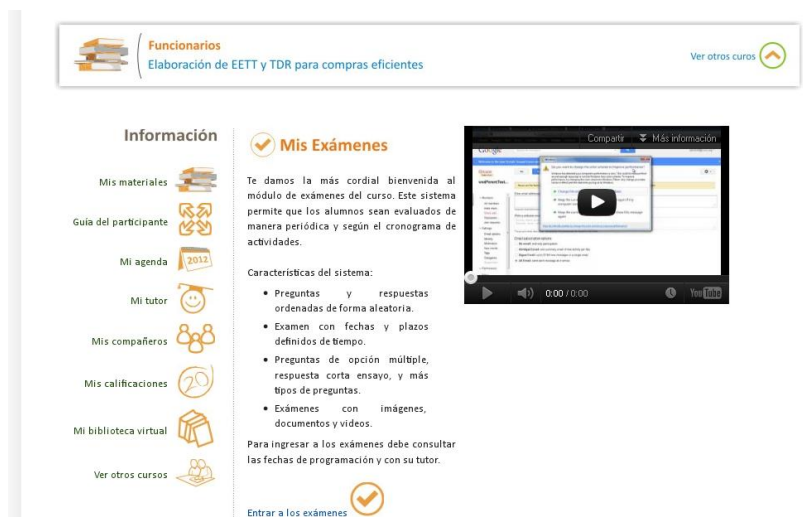 Funcionarios
Elaboración de EETT y TDR para compras eficientes
Ver otros curos
Información
Mis materiales
Guía del participante
Mi agenda
2012
Mi tutor
Mis compañeros
Mis calificaciones
20
Mi biblioteca virtual
Ver otros cursos
Mis Exámenes
Te damos la más cordial bienvenida al
módulo de exámenes del curso. Este sistema
permite que los alumnos sean evaluados de
manera periódica y según el cronograma de
actividades.
Características del sistema:
• Preguntas y respuestas
ordenadas de forma aleatoria.
• Examen con fechas y plazos
definidos de tiempo.
• Preguntas de opción múltiple,
respuesta corta ensayo, y más
tipos de preguntas.
• Exámenes con imágenes,
documentos y videos.
Para ingresar a los exámenes debe consultar
las fechas de programación y con su tutor.
Entrar a los exámenes
Compartir Más información
Google
0:00 / 0:00
YouTube